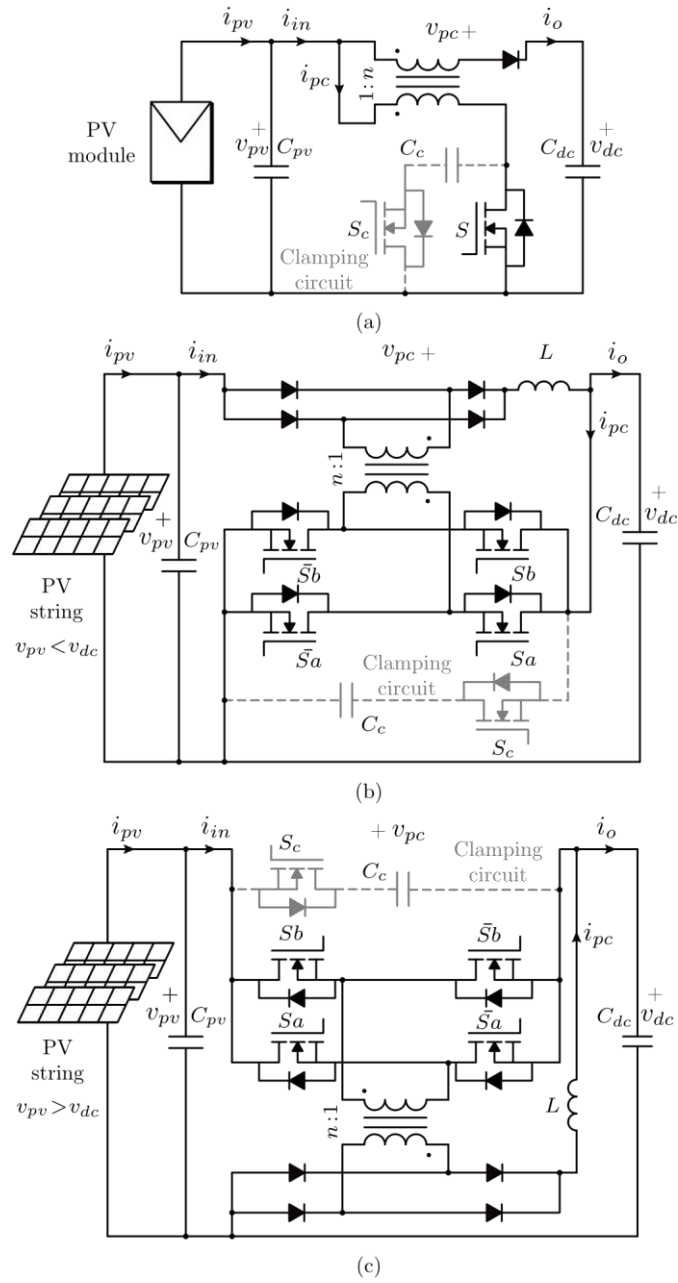 i_pv i_in v_pc + i_o
i_pc 1:n
PV
module
+
v_pv C_pv
C_c
C_dc + v_dc
S_c S
Clamping
circuit
(a)
i_pv i_in v_pc + L i_o
i_pc
n:1
+
v_pv C_pv
C_dc + v_dc
S̄b Sb
PV
string
v_pv < v_dc
S̄a Sa
Clamping
circuit
C_c S_c
(b)
i_pv i_in + v_pc i_o
S_c C_c Clamping
circuit
i_pc
Sb S̄b
+
v_pv C_pv
Sa S̄a
C_dc + v_dc
PV
string
v_pv > v_dc
n:1
L
(c)